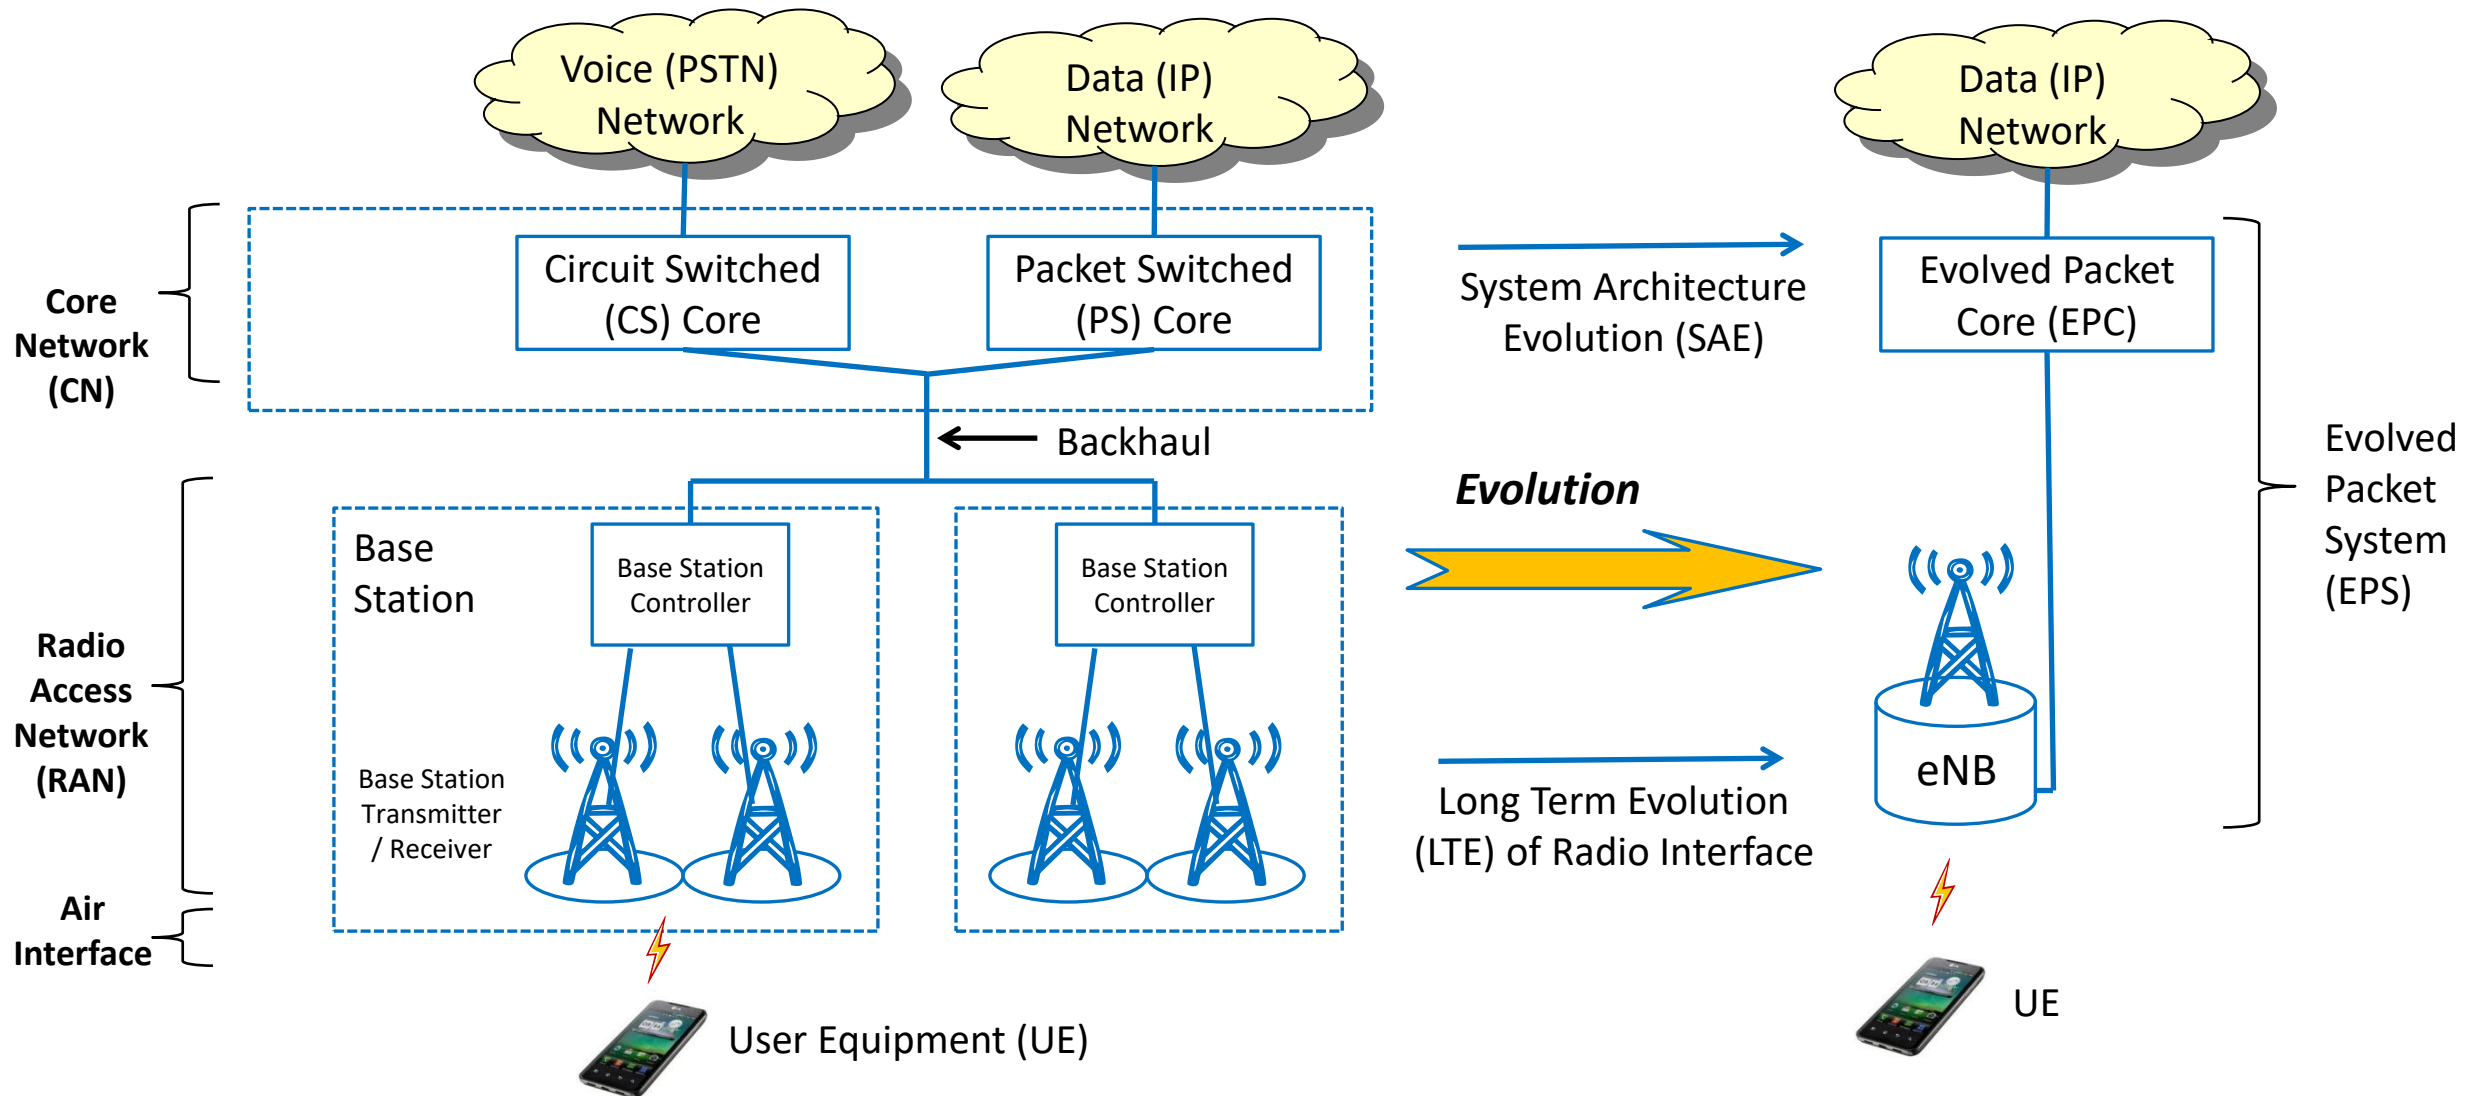 Voice (PSTN)
Network
Data (IP)
Network
Data (IP)
Network
Core
Network
(CN)
Circuit Switched
(CS) Core
Packet Switched
(PS) Core
System Architecture
Evolution (SAE)
Evolved Packet
Core (EPC)
Backhaul
Evolution
Evolved
Packet
System
(EPS)
Radio
Access
Network
(RAN)
Base
Station
Base Station
Controller
Base Station
Controller
Base Station
Transmitter
/ Receiver
Long Term Evolution
(LTE) of Radio Interface
eNB
Air
Interface
User Equipment (UE)
UE